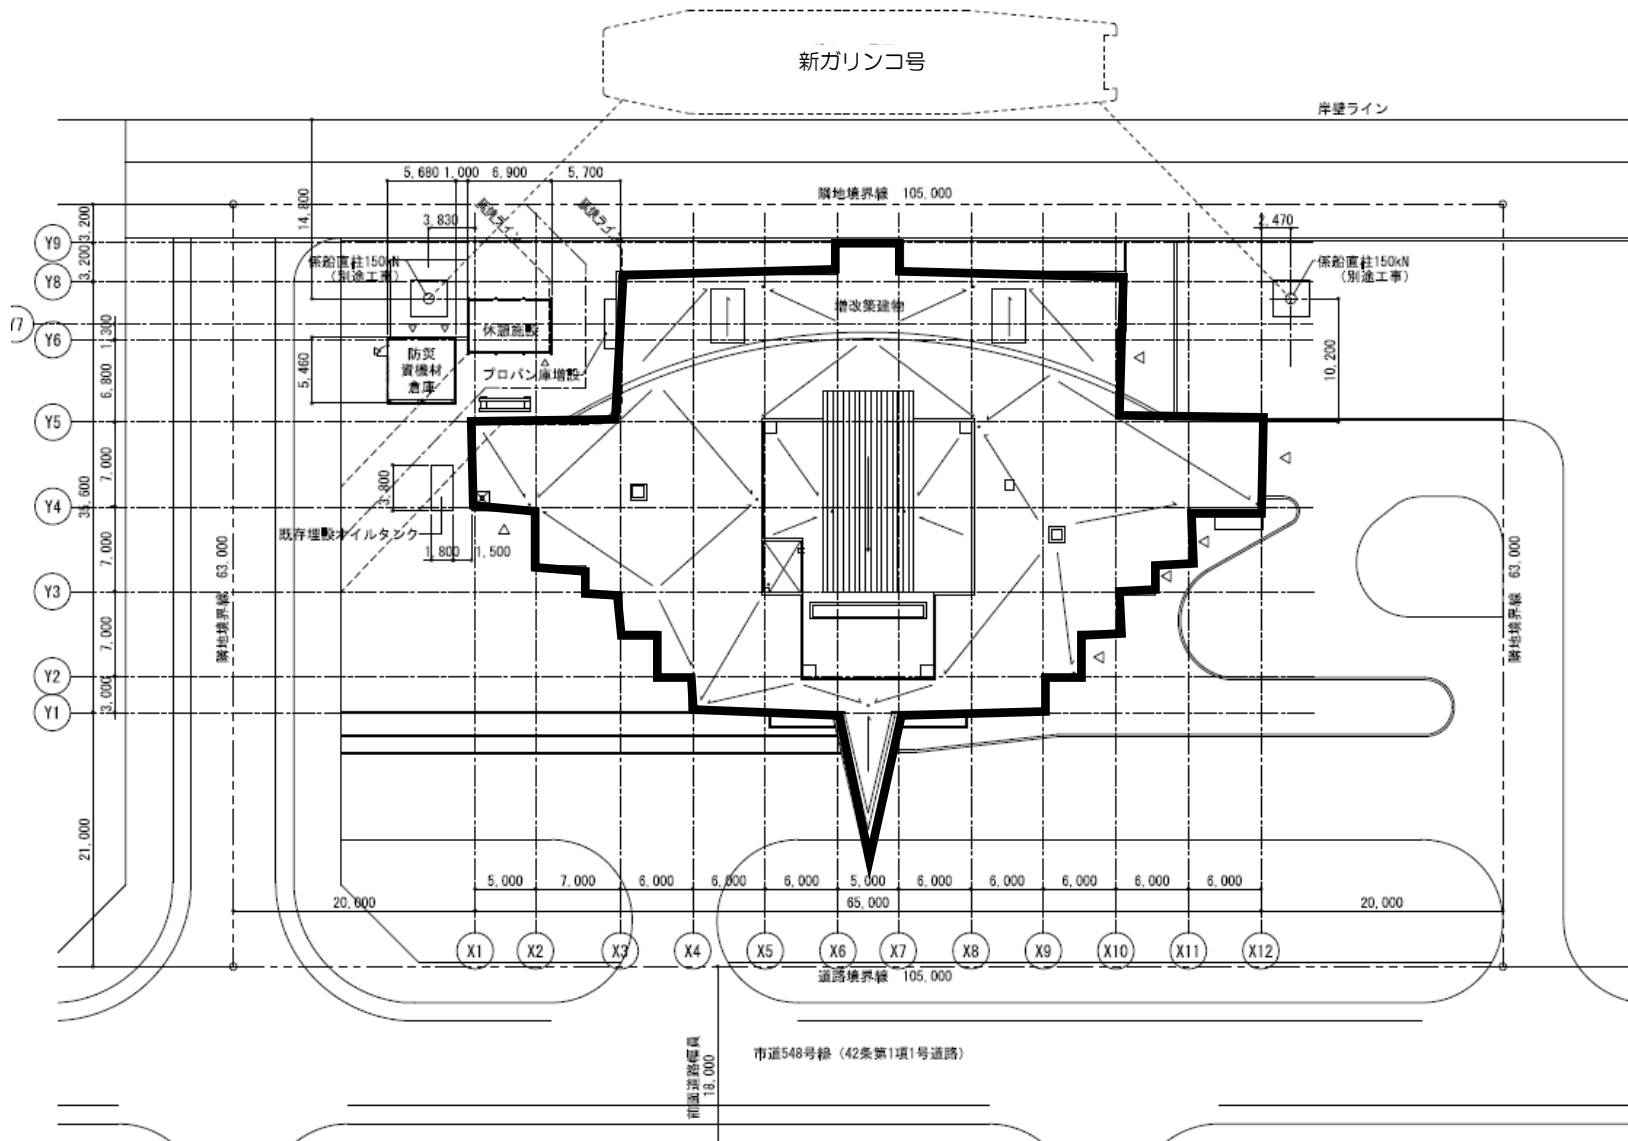 新ガリンコ号
岸壁ライン
5,680 1,000 6,900 5,700
隣地境界線 105,000
14,800
3,200
3,830
2,470
Y9
3,200
係船直柱150kN
(別途工事)
係船直柱150kN
(別途工事)
Y8
増改築建物
Y7
1,300
休憩施設
Y6
防災
資機材
倉庫
5,460
プロパン庫増設
6,800
10,200
Y5
7,000
3,800
35,600
Y4
既存埋設オイルタンク
1,800 1,500
7,000
隣地境界線 63,000
隣地境界線 63,000
Y3
7,000
Y2
3,000
Y1
21,000
5,000 7,000 6,000 6,000 6,000 5,000 6,000 6,000 6,000 6,000 6,000
20,000 65,000 20,000
X1 X2 X3 X4 X5 X6 X7 X8 X9 X10 X11 X12
道路境界線 105,000
前面道路幅員
18,000
市道548号線(42条第1項1号道路)